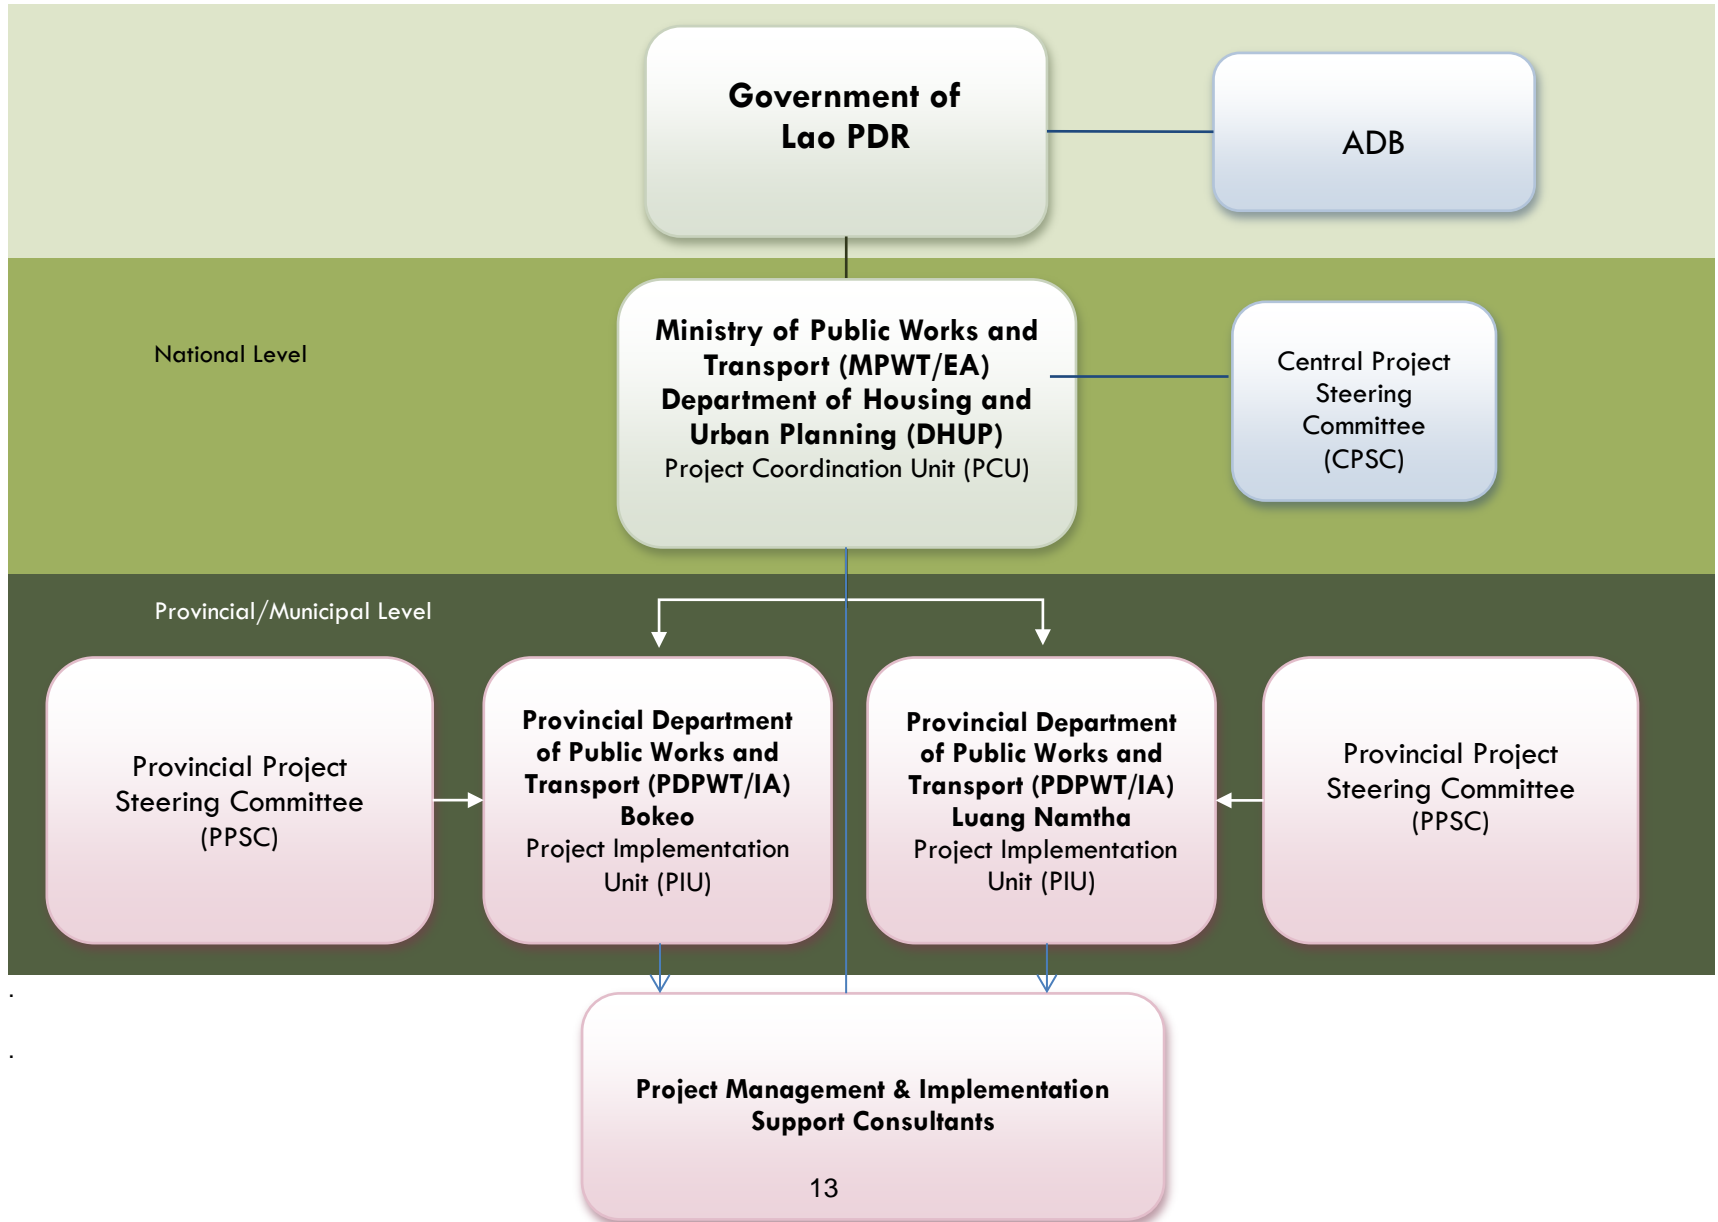 Government of
Lao PDR
ADB
National Level
Ministry of Public Works and
Transport (MPWT/EA)
Department of Housing and
Urban Planning (DHUP)
Project Coordination Unit (PCU)
Central Project
Steering
Committee
(CPSC)
Provincial/Municipal Level
Provincial Project
Steering Committee
(PPSC)
Provincial Department
of Public Works and
Transport (PDPWT/IA)
Bokeo
Project Implementation
Unit (PIU)
Provincial Department
of Public Works and
Transport (PDPWT/IA)
Luang Namtha
Project Implementation
Unit (PIU)
Provincial Project
Steering Committee
(PPSC)
.
.
Project Management & Implementation
Support Consultants
13